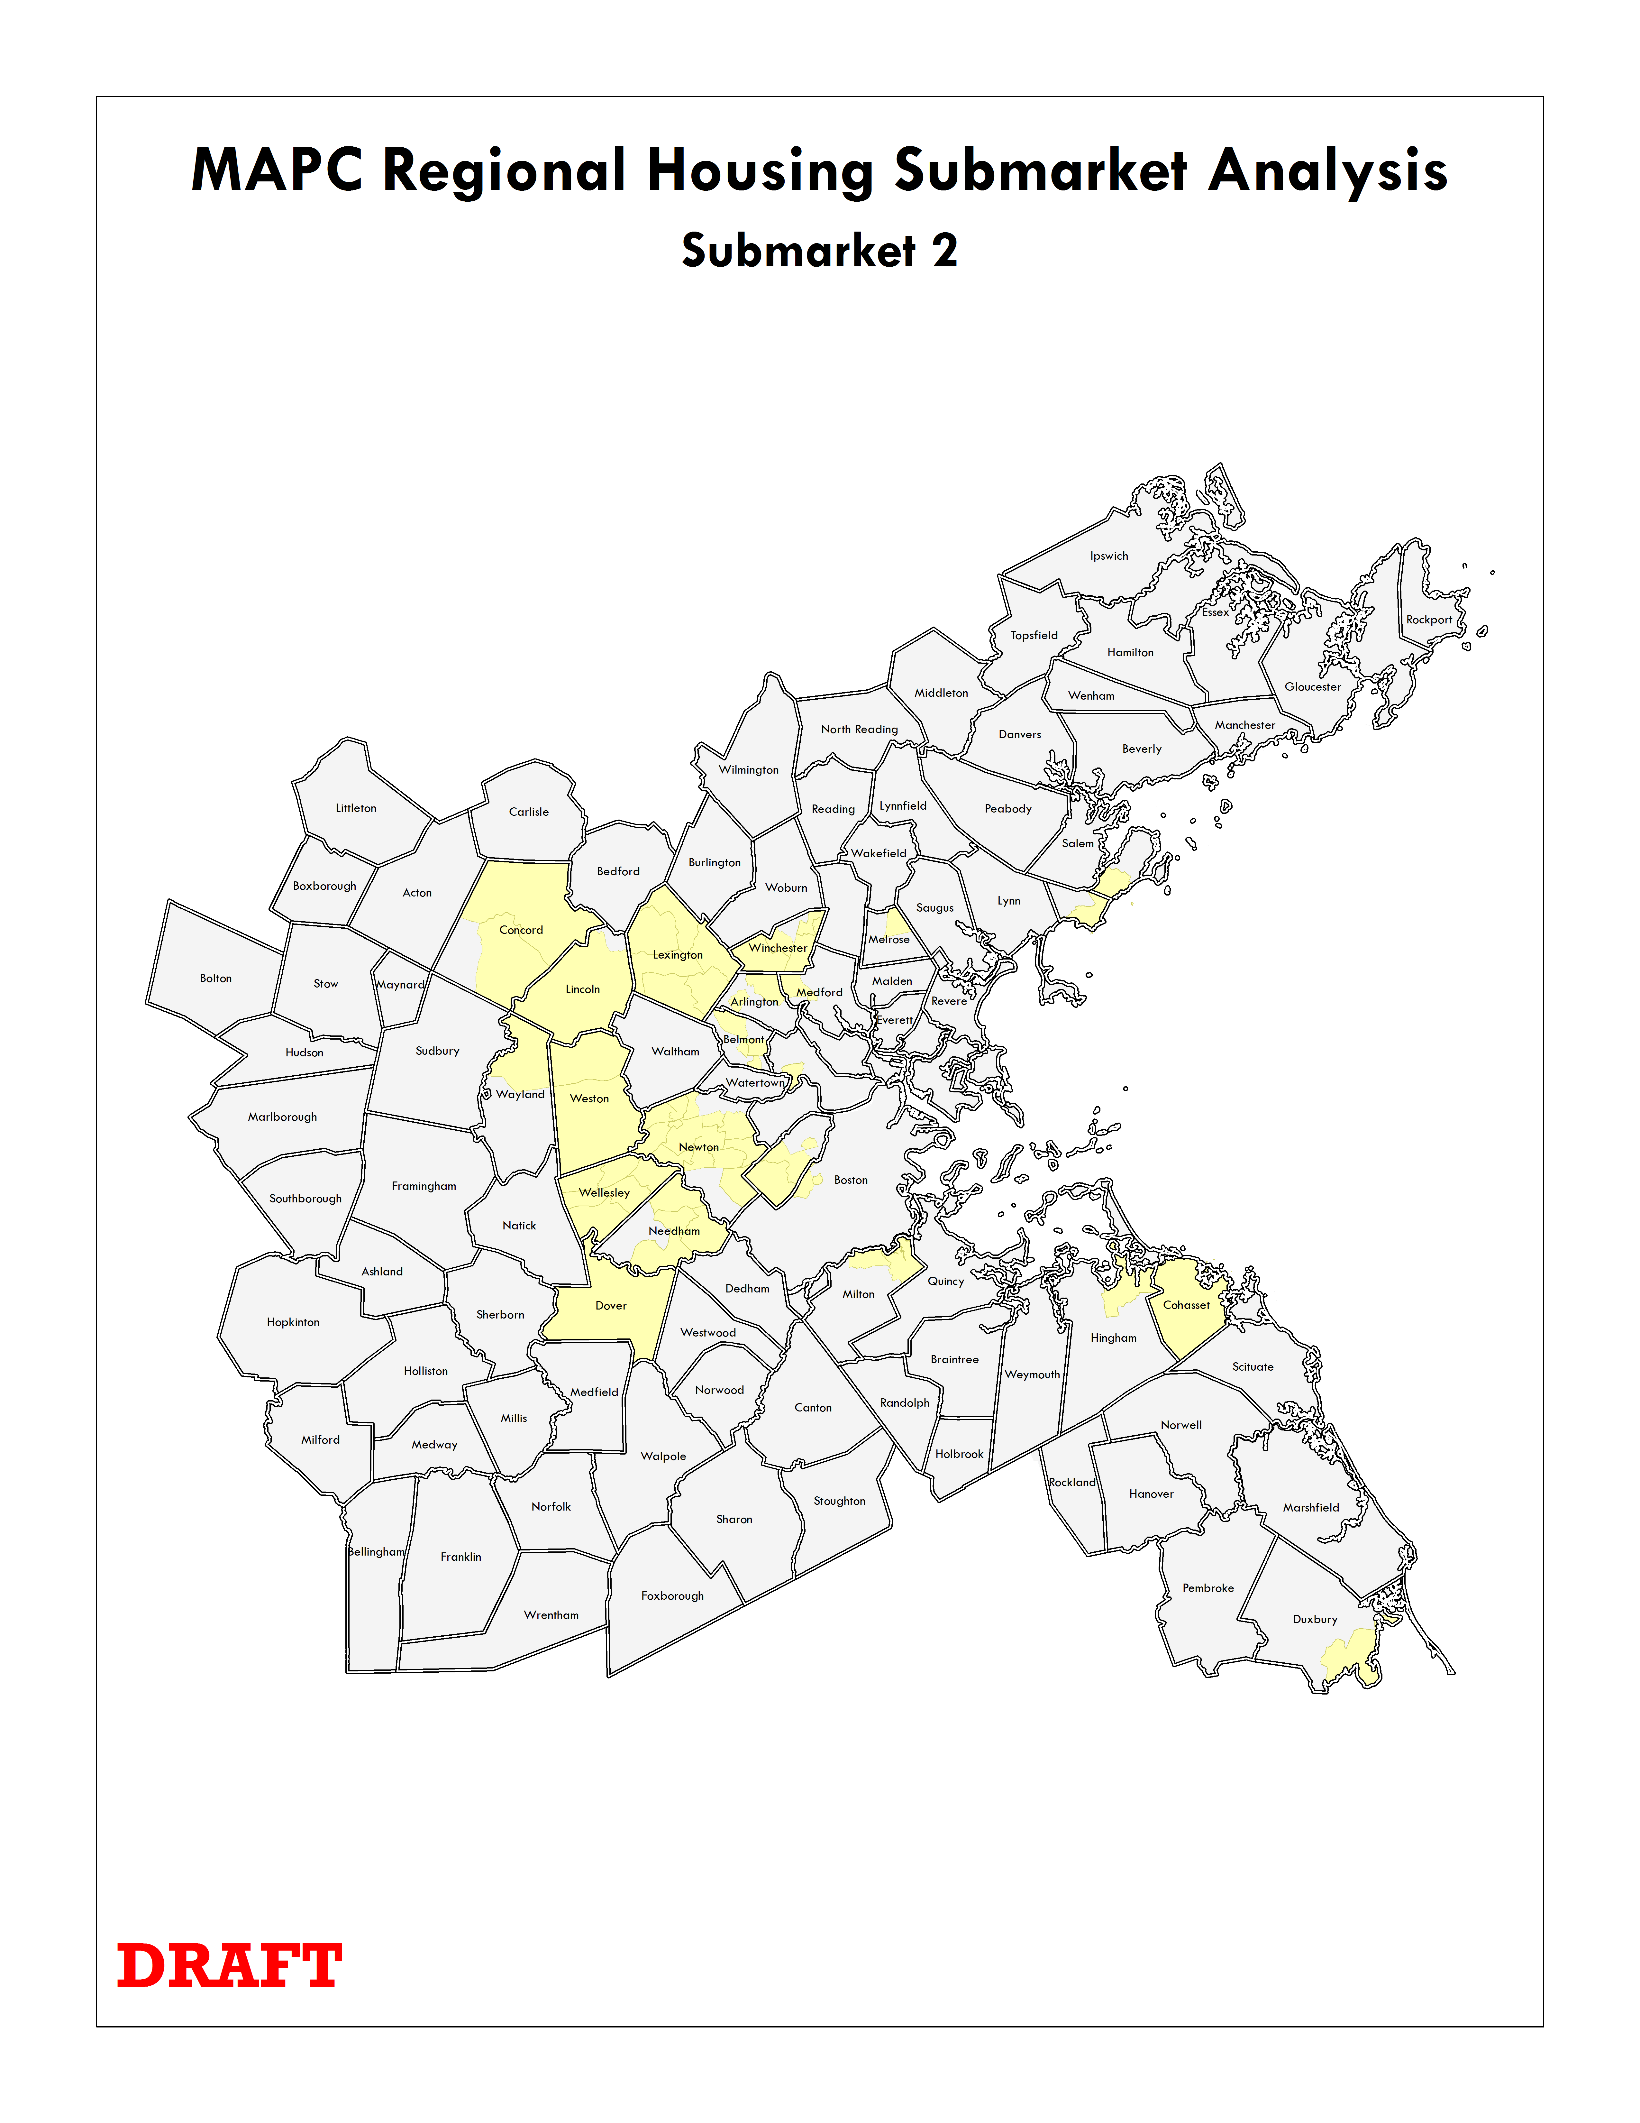 MAPC Regional Housing Submarket Analysis
Submarket 2
Ipswich
Essex
Rockport
Topsfield
Hamilton
Gloucester
Middleton
Wenham
Manchester
North Reading
Danvers
Beverly
Wilmington
Littleton
Carlisle
Reading
Lynnfield
Peabody
Salem
Wakefield
Burlington
Bedford
Boxborough
Acton
Woburn
Lynn
Saugus
Concord
Melrose
Winchester
Lexington
Bolton
Stow
Maynard
Lincoln
Malden
Medford
Arlington
Revere
Everett
Belmont
Hudson
Sudbury
Waltham
Watertown
Wayland
Weston
Marlborough
Newton
Boston
Framingham
Wellesley
Southborough
Natick
Needham
Ashland
Quincy
Dedham
Milton
Dover
Cohasset
Sherborn
Hopkinton
Westwood
Hingham
Braintree
Scituate
Holliston
Weymouth
Medfield
Norwood
Randolph
Canton
Millis
Norwell
Milford
Medway
Holbrook
Walpole
Rockland
Hanover
Stoughton
Norfolk
Marshfield
Sharon
Bellingham
Franklin
Pembroke
Foxborough
Wrentham
Duxbury
DRAFT